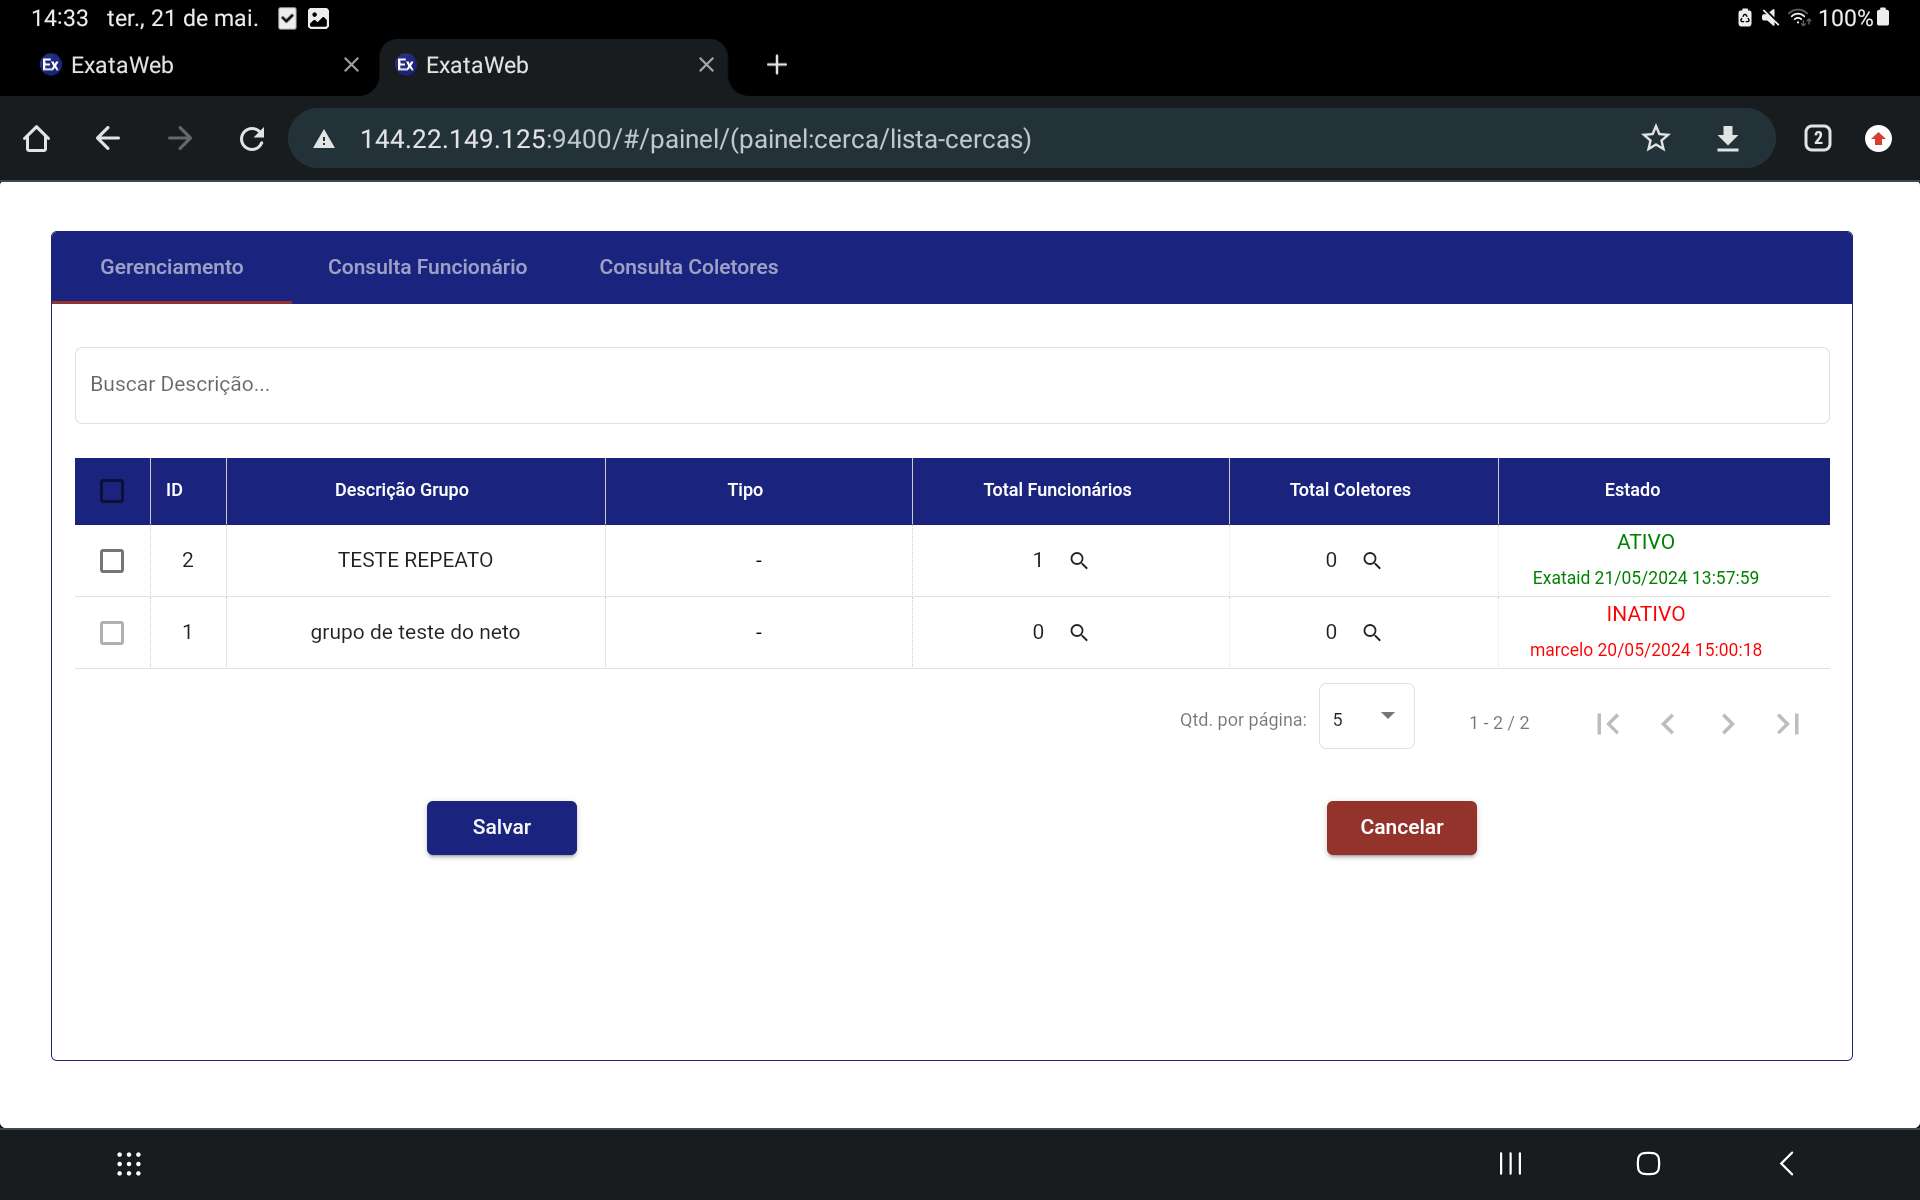 14:33 ter., 21 de mai. 100%
Ex ExataWeb Ex ExataWeb
144.22.149.125:9400/#/painel/(painel:cerca/lista-cercas) 2
Gerenciamento Consulta Funcionário Consulta Coletores
Buscar Descrição...
ID Descrição Grupo Tipo Total Funcionários Total Coletores Estado
2 TESTE REPEATO - 1 0 ATIVO
Exataid 21/05/2024 13:57:59
1 grupo de teste do neto - 0 0 INATIVO
marcelo 20/05/2024 15:00:18
Qtd. por página: 5 1 - 2 / 2
Salvar Cancelar